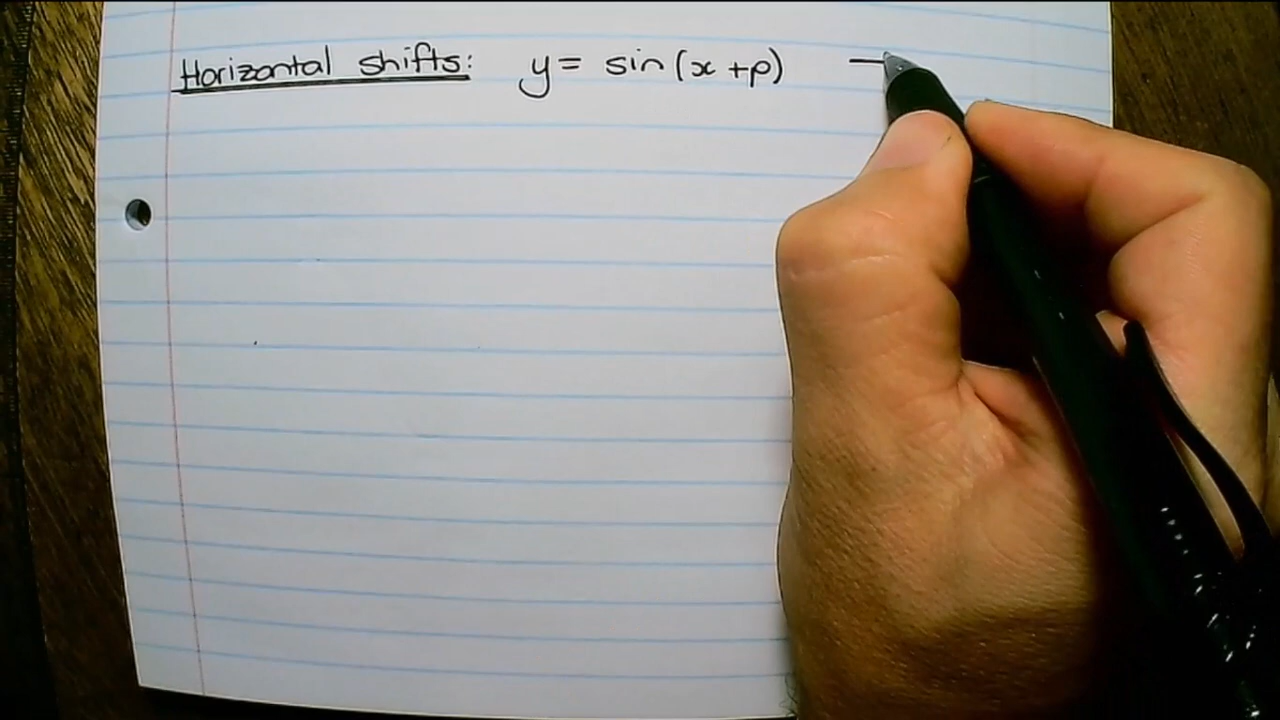 Horizontal shifts: y = sin(x+p) —